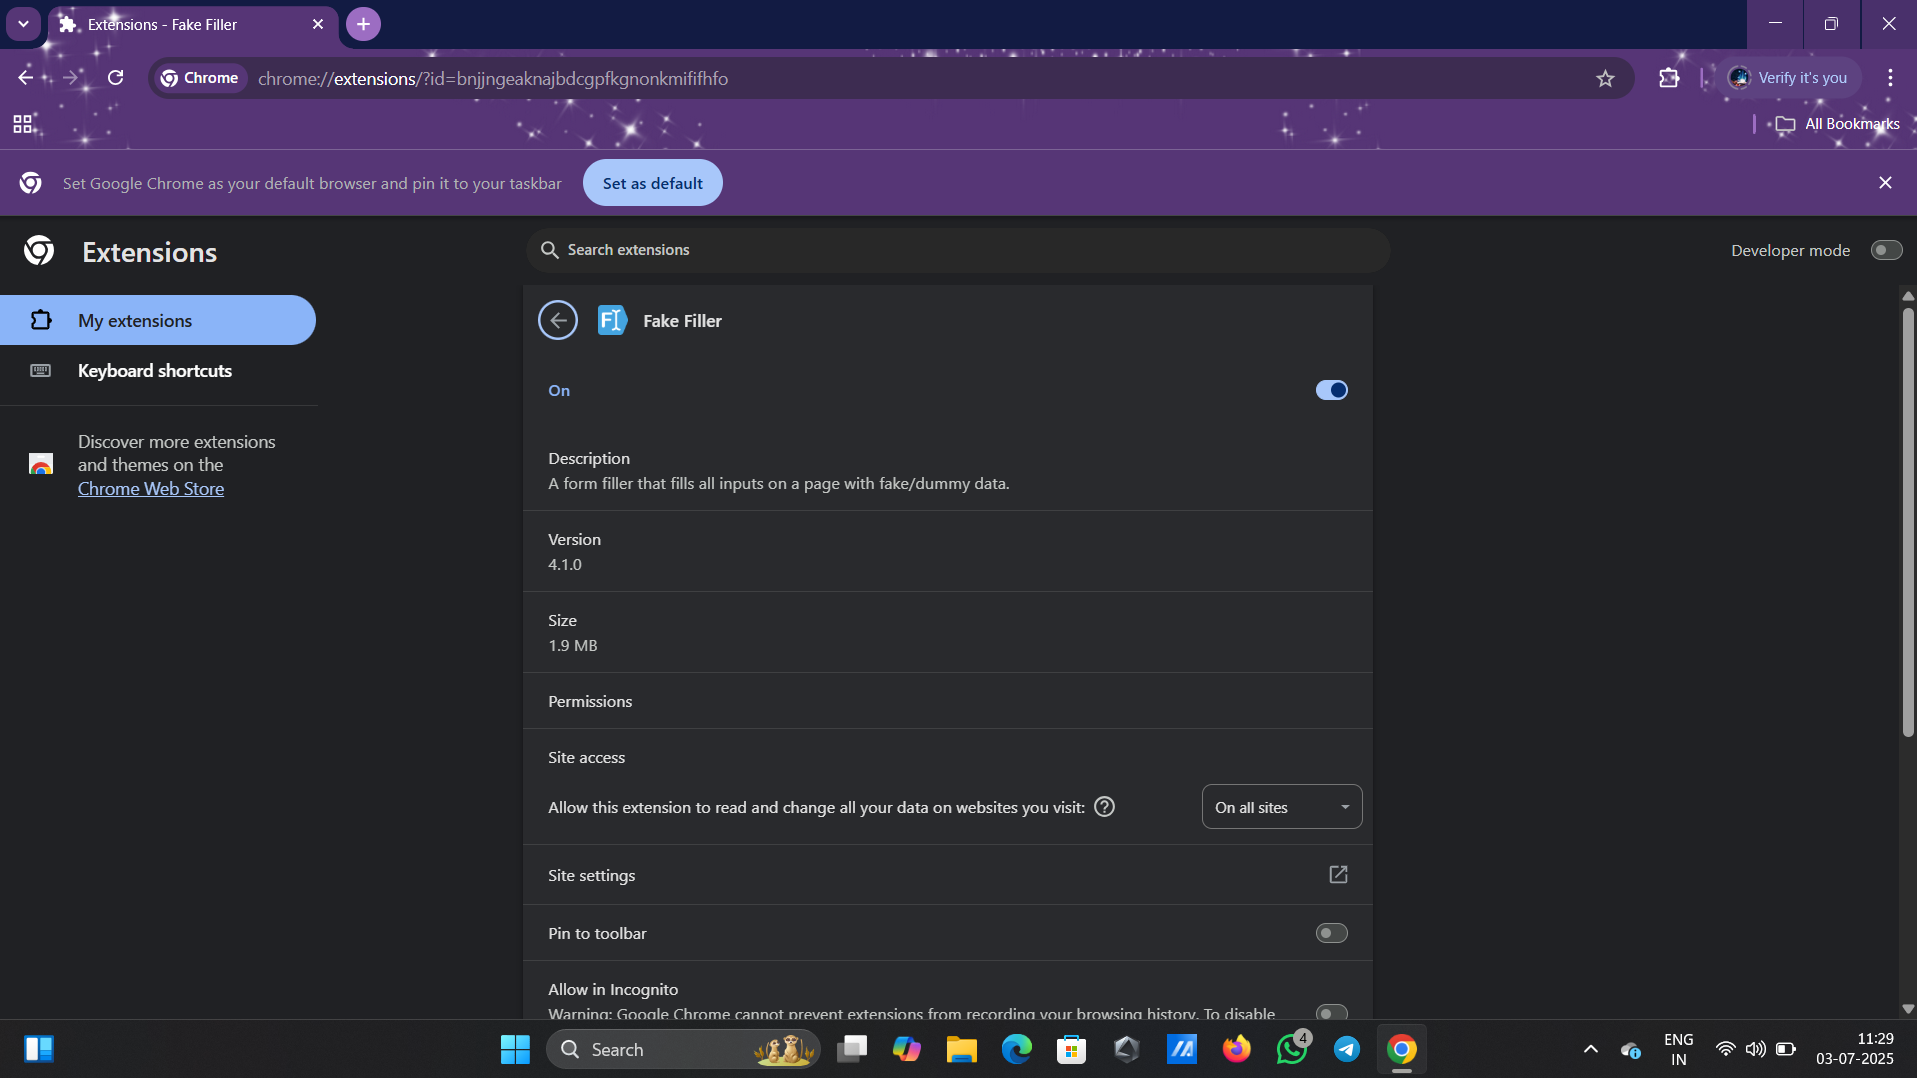 Extensions - Fake Filler
Chrome
chrome://extensions/?id=bnjjngeaknajbdcgpfkgnonkmififhfo
Verify it's you
All Bookmarks
Set Google Chrome as your default browser and pin it to your taskbar
Set as default
Extensions
Search extensions
Developer mode
My extensions
Keyboard shortcuts
Discover more extensions
and themes on the
Chrome Web Store
Fake Filler
On
Description
A form filler that fills all inputs on a page with fake/dummy data.
Version
4.1.0
Size
1.9 MB
Permissions
Site access
Allow this extension to read and change all your data on websites you visit:
On all sites
Site settings
Pin to toolbar
Allow in Incognito
Warning: Google Chrome cannot prevent extensions from recording your browsing history. To disable
Search
4
ENG
IN
11:29
03-07-2025